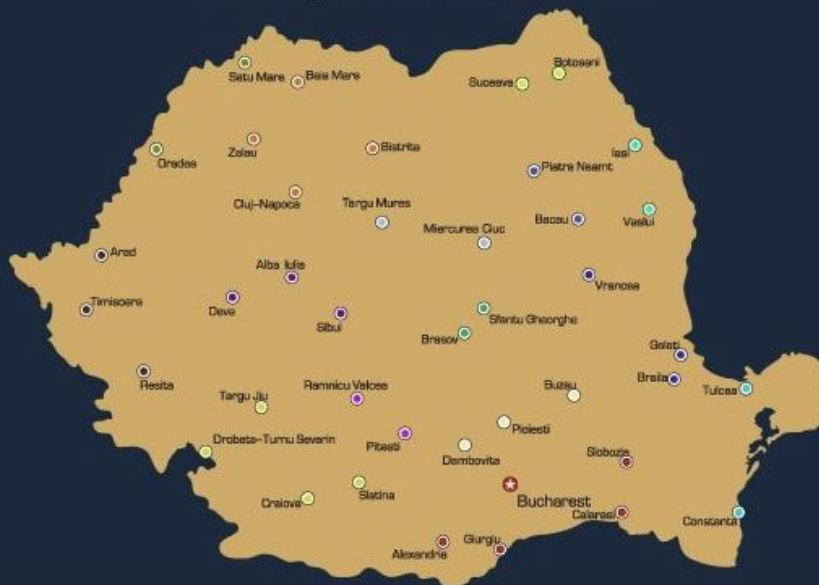 Botosani
Satu Mare
Baia Mare
Suceava
Iasi
Zalau
Bistrita
Oradea
Piatra Neamt
Cluj-Napoca
Targu Mures
Bacau
Vaslui
Miercurea Ciuc
Arad
Alba Iulia
Vrancea
Timisoara
Deva
Sibui
Sfantu Gheorghe
Brasov
Galati
Resita
Ramnicu Valcea
Buzau
Braila
Tulcea
Targu Jiu
Ploiesti
Drobata-Turnu Severin
Pitesti
Dambovita
Slobozia
Slatina
Bucharest
Craiova
Calarasi
Constanta
Giurgiu
Alexandria